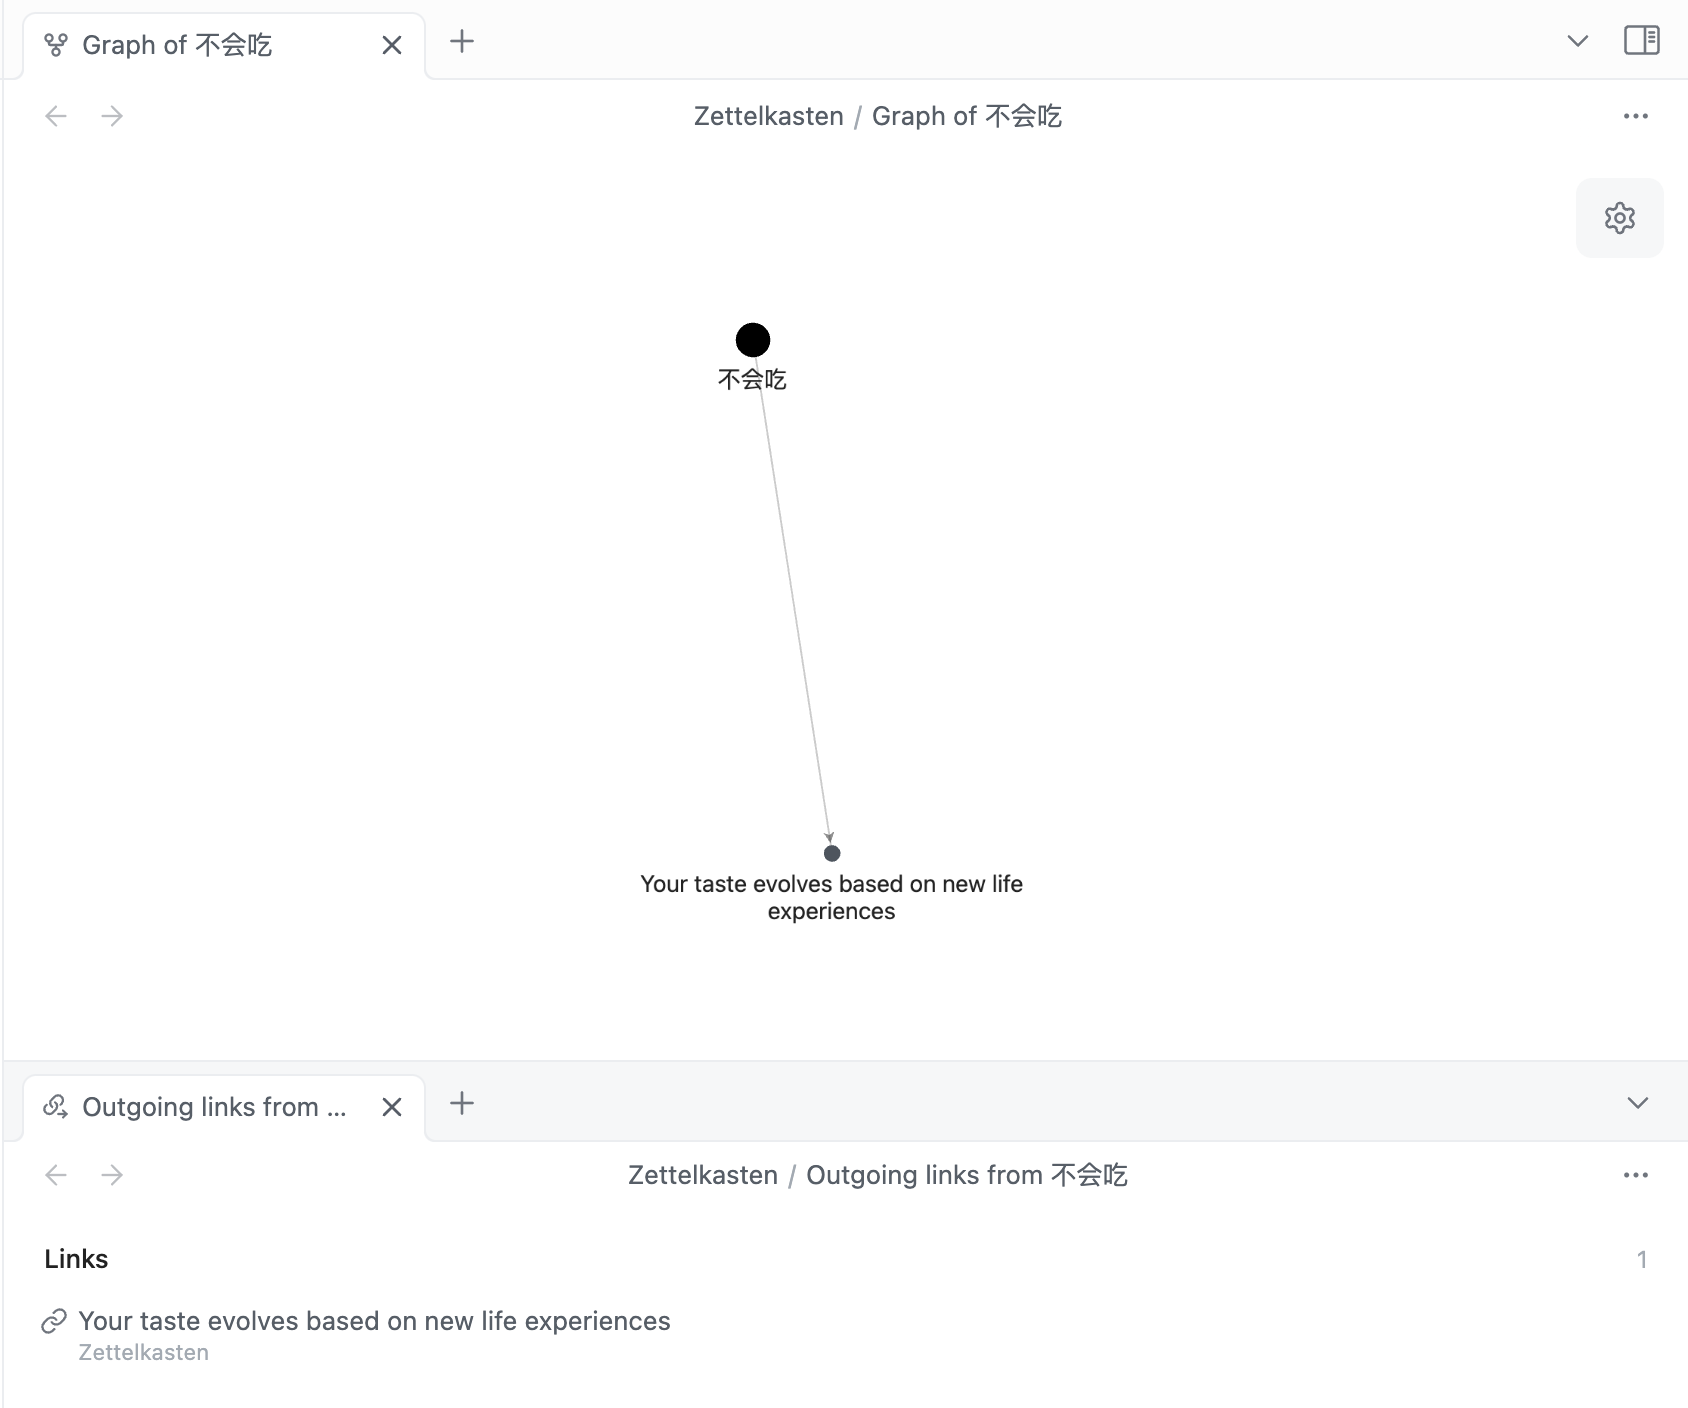 Graph of 不会吃
Zettelkasten / Graph of 不会吃
不会吃
Your taste evolves based on new life
experiences
Outgoing links from ...
Zettelkasten / Outgoing links from 不会吃
Links 1
Your taste evolves based on new life experiences
Zettelkasten